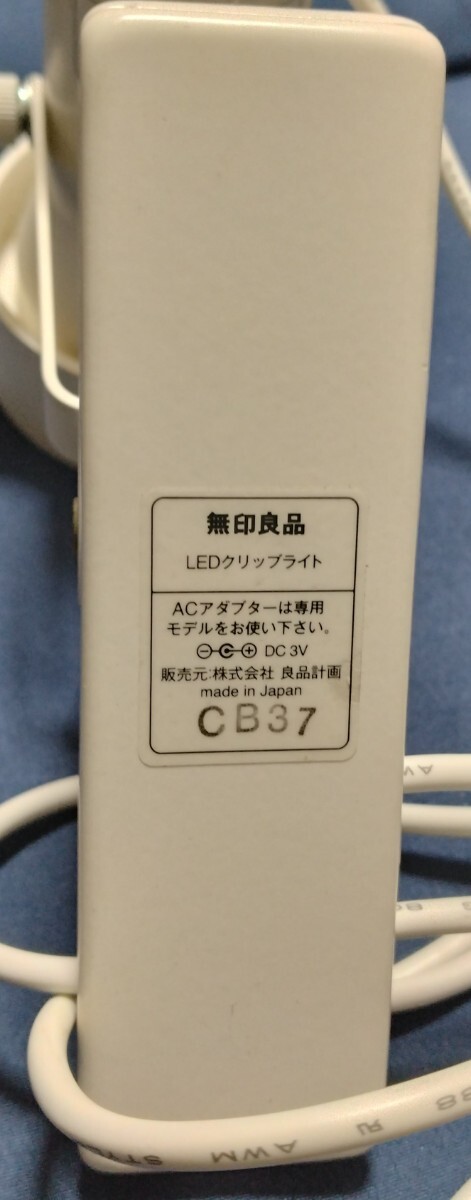 無印良品
LEDクリップライト
ACアダプターは専用
モデルをお使い下さい。
DC 3V
販売元:株式会社 良品計画
made in Japan
CB37
AWM